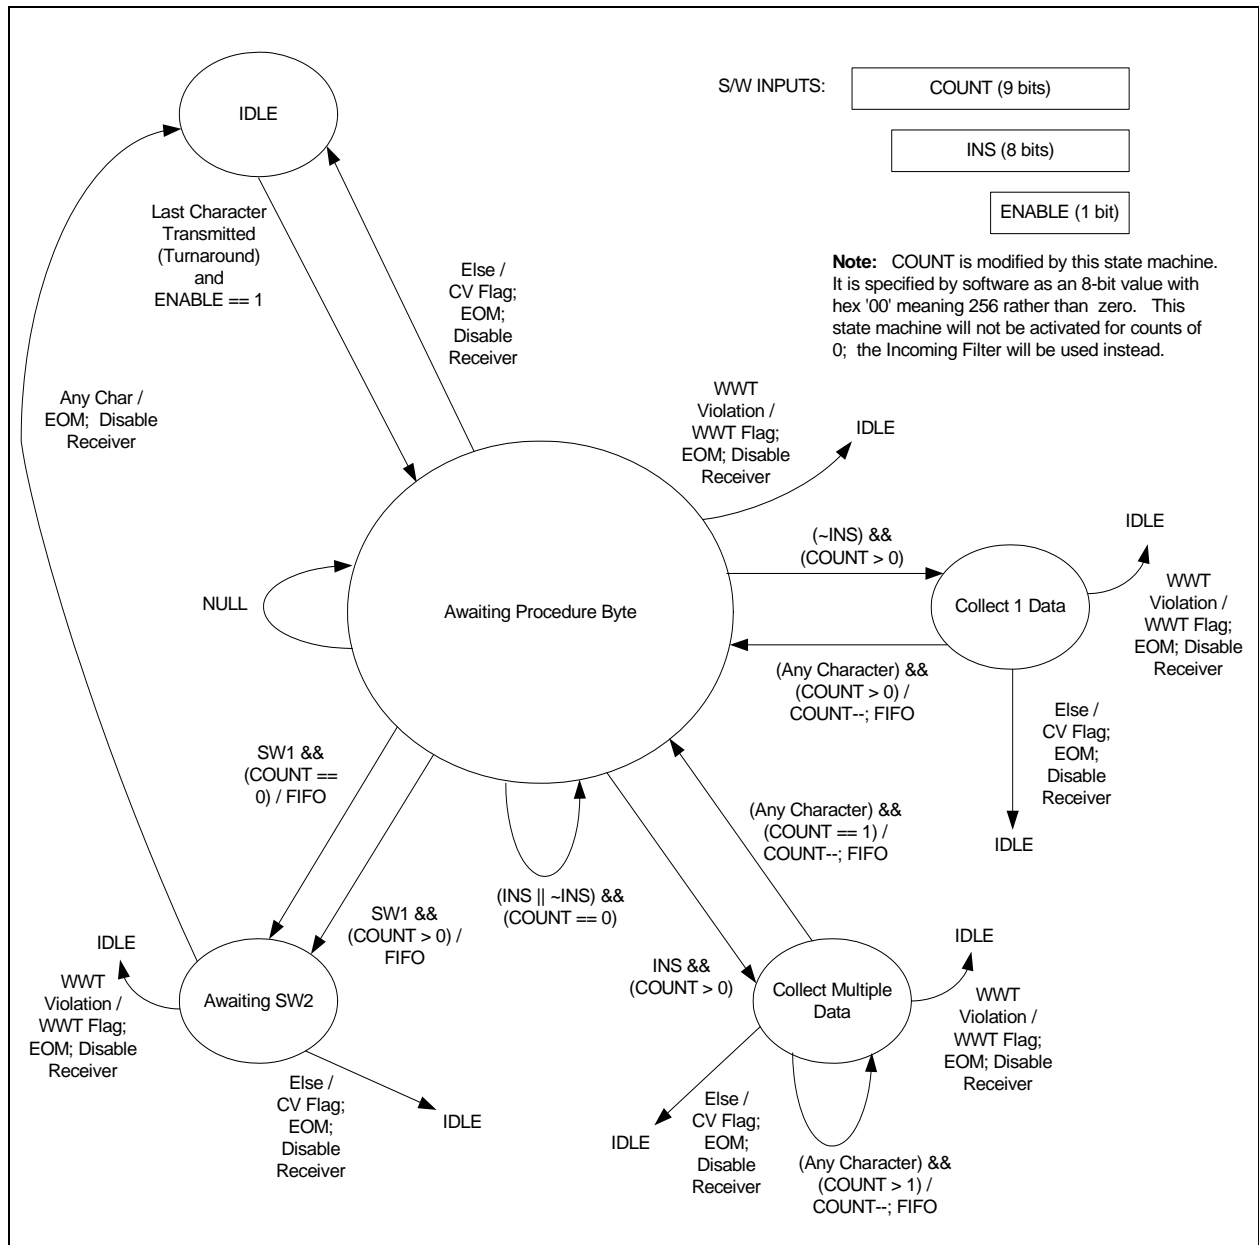 IDLE
S/W INPUTS:
COUNT (9 bits)
INS (8 bits)
ENABLE (1 bit)
Note: COUNT is modified by this state machine.
It is specified by software as an 8-bit value with
hex '00' meaning 256 rather than zero. This
state machine will not be activated for counts of
0; the Incoming Filter will be used instead.
Last Character
Transmitted
(Turnaround)
and
ENABLE == 1
Else /
CV Flag;
EOM;
Disable
Receiver
Any Char /
EOM; Disable
Receiver
WWT
Violation /
WWT Flag;
EOM; Disable
Receiver
IDLE
(~INS) &&
(COUNT > 0)
IDLE
NULL
Awaiting Procedure Byte
Collect 1 Data
WWT
Violation /
WWT Flag;
EOM; Disable
Receiver
(Any Character) &&
(COUNT > 0) /
COUNT--; FIFO
Else /
CV Flag;
EOM;
Disable
Receiver
IDLE
SW1 &&
(COUNT ==
0) / FIFO
(Any Character) &&
(COUNT == 1) /
COUNT--; FIFO
(INS || ~INS) &&
(COUNT == 0)
SW1 &&
(COUNT > 0) /
FIFO
INS &&
(COUNT > 0)
IDLE
WWT
Violation /
WWT Flag;
EOM; Disable
Receiver
Awaiting SW2
Collect Multiple
Data
IDLE
WWT
Violation /
WWT Flag;
EOM; Disable
Receiver
Else /
CV Flag;
EOM;
Disable
Receiver
IDLE
IDLE
Else /
CV Flag;
EOM;
Disable
Receiver
(Any Character) &&
(COUNT > 1) /
COUNT--; FIFO